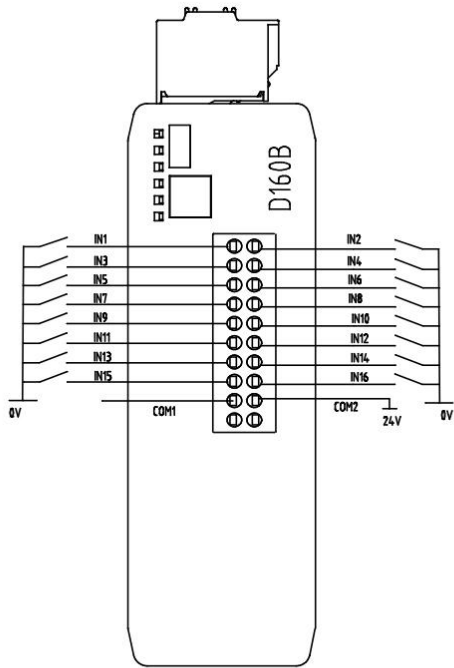 D160B
IN1 IN2
IN3 IN4
IN5 IN6
IN7 IN8
IN9 IN10
IN11 IN12
IN13 IN14
IN15 IN16
0V COM1 COM2 24V 0V